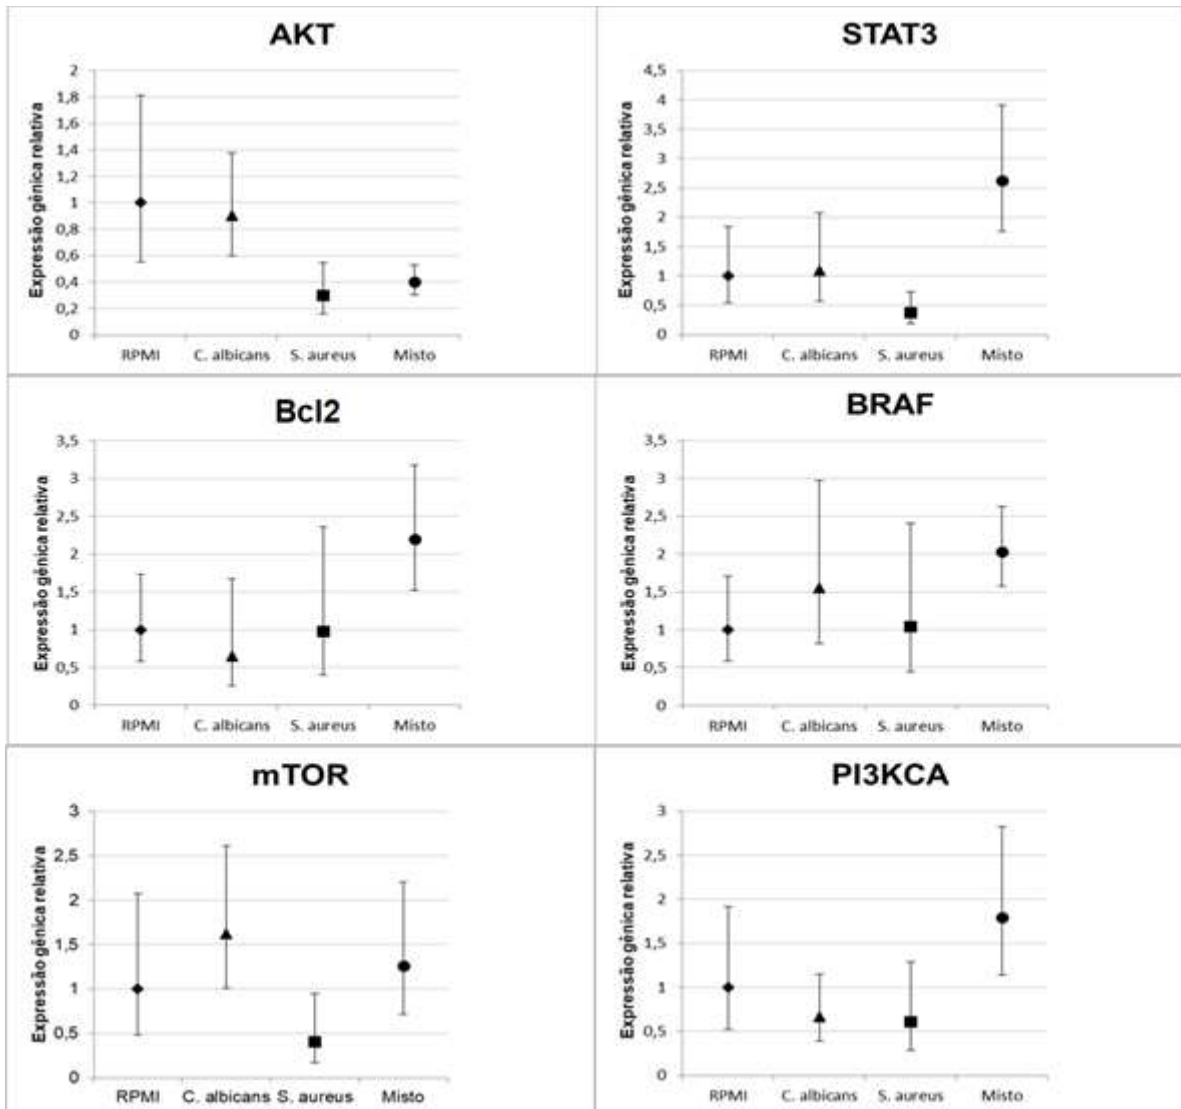 AKT
Expressão gênica relativa
2
1,8
1,6
1,4
1,2
1
0,8
0,6
0,4
0,2
0
RPMI C. albicans S. aureus Misto
STAT3
Expressão gênica relativa
4,5
4
3,5
3
2,5
2
1,5
1
0,5
0
RPMI C. albicans S. aureus Misto
Bcl2
Expressão gênica relativa
3,5
3
2,5
2
1,5
1
0,5
0
RPMI C. albicans S. aureus Misto
BRAF
Expressão gênica relativa
3,5
3
2,5
2
1,5
1
0,5
0
RPMI C. albicans S. aureus Misto
mTOR
Expressão gênica relativa
3
2,5
2
1,5
1
0,5
0
RPMI C. albicans S. aureus Misto
PI3KCA
Expressão gênica relativa
3
2,5
2
1,5
1
0,5
0
RPMI C. albicans S. aureus Misto